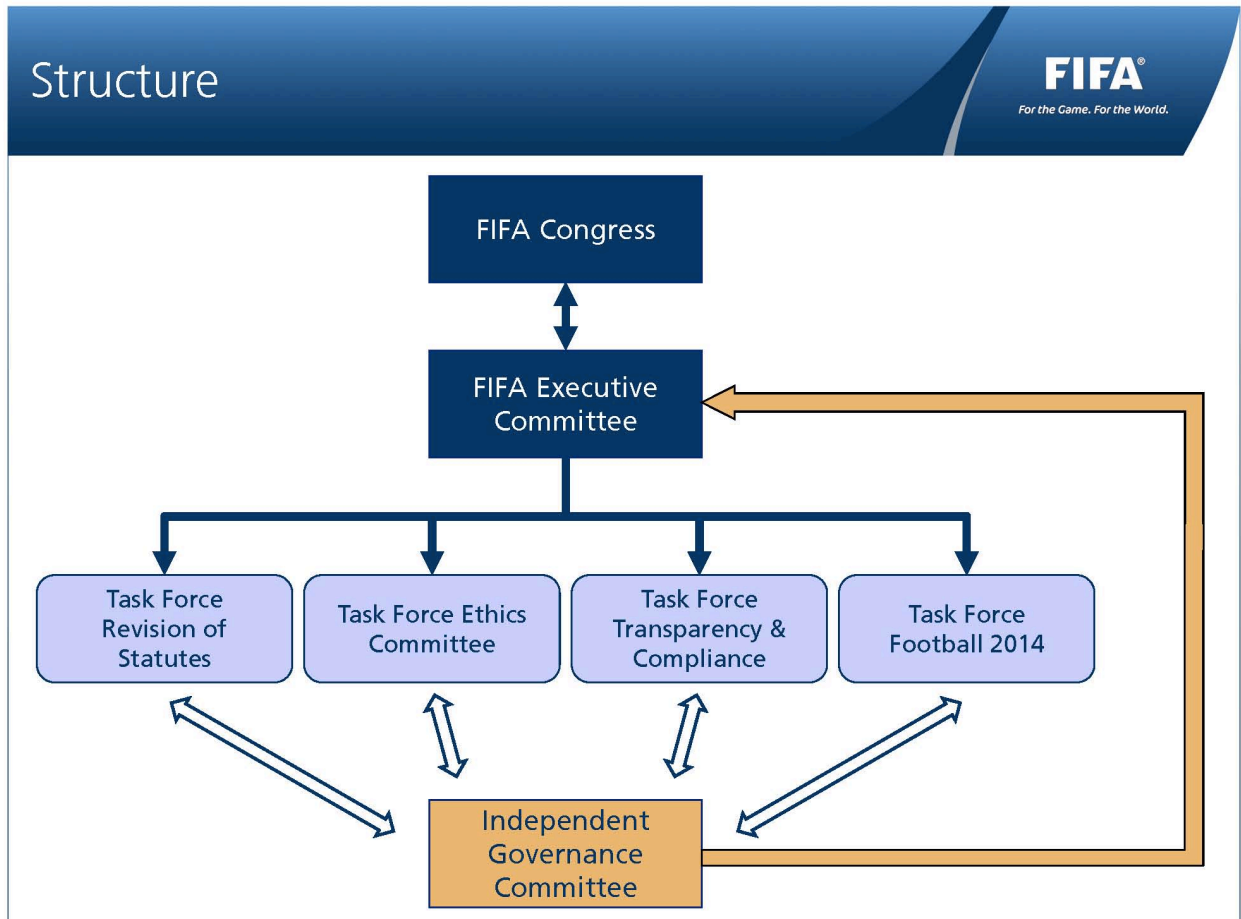 Structure
FIFA®
For the Game. For the World.
FIFA Congress
FIFA Executive
Committee
Task Force
Revision of
Statutes
Task Force Ethics
Committee
Task Force
Transparency &
Compliance
Task Force
Football 2014
Independent
Governance
Committee